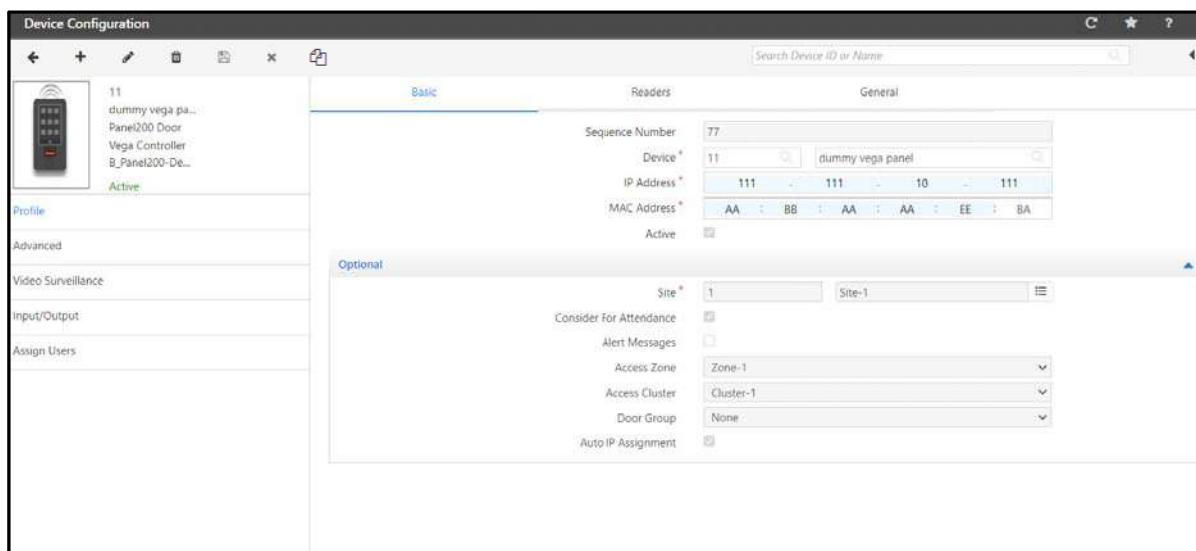 Device Configuration
Search Device ID or Name
11
dummy vega pa...
Panel200 Door
Vega Controller
B_Panel200-De...
Active
Profile
Advanced
Video Surveillance
Input/Output
Assign Users
Basic Readers General
Sequence Number 77
Device * 11 dummy vega panel
IP Address * 111 . 111 . 10 . 111
MAC Address * AA : BB : AA : AA : EE : BA
Active
Optional
Site * 1 Site-1
Consider For Attendance
Alert Messages
Access Zone Zone-1
Access Cluster Cluster-1
Door Group None
Auto IP Assignment